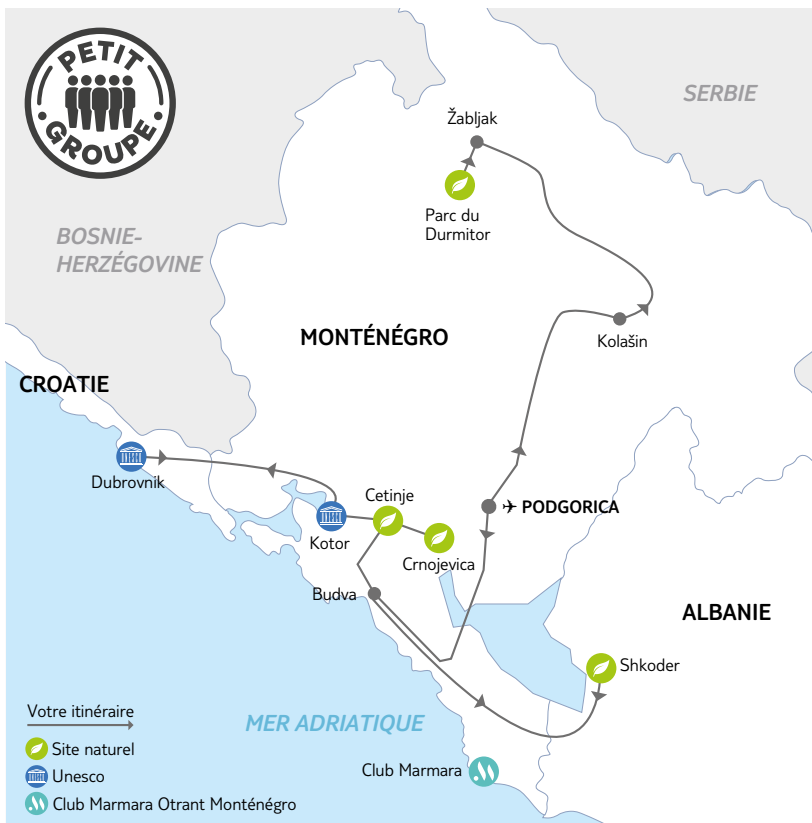 PETIT
GROUPE
SERBIE
Žabljak
Parc du
Durmitor
BOSNIE-
HERZÉGOVINE
MONTÉNÉGRO
Kolašin
CROATIE
Dubrovnik
Cetinje
PODGORICA
Kotor
Crnojevica
Budva
ALBANIE
Shkoder
Votre itinéraire
MER ADRIATIQUE
Site naturel
Club Marmara
Unesco
Club Marmara Otrant Monténégro